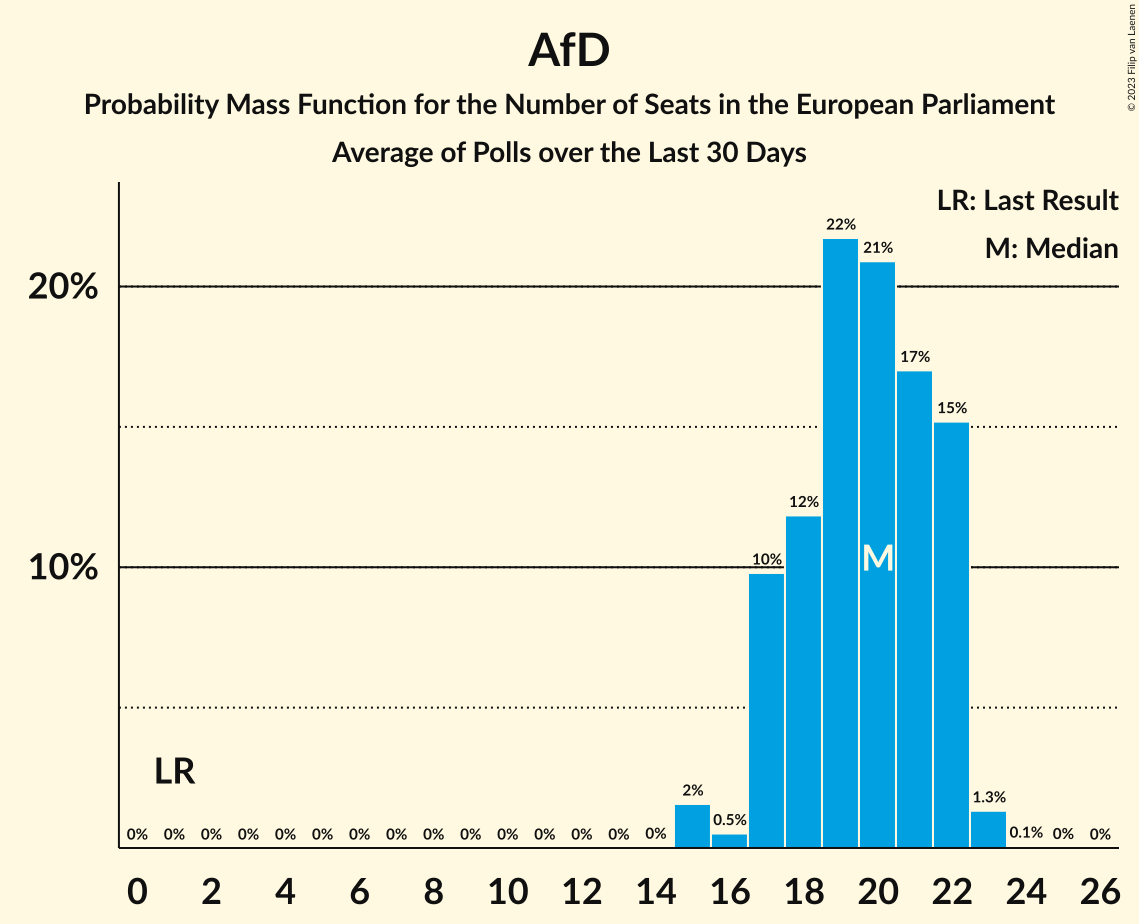 © 2023 Filip van Laenen
AfD
Probability Mass Function for the Number of Seats in the European Parliament
Average of Polls over the Last 30 Days
LR: Last Result
M: Median
20%
10%
22%
21%
17%
15%
12%
10%
M
LR
0% 0% 0% 0% 0% 0% 0% 0% 0% 0% 0% 0% 0% 0% 0% 2% 0.5% 1.3% 0.1% 0% 0%
0 2 4 6 8 10 12 14 16 18 20 22 24 26